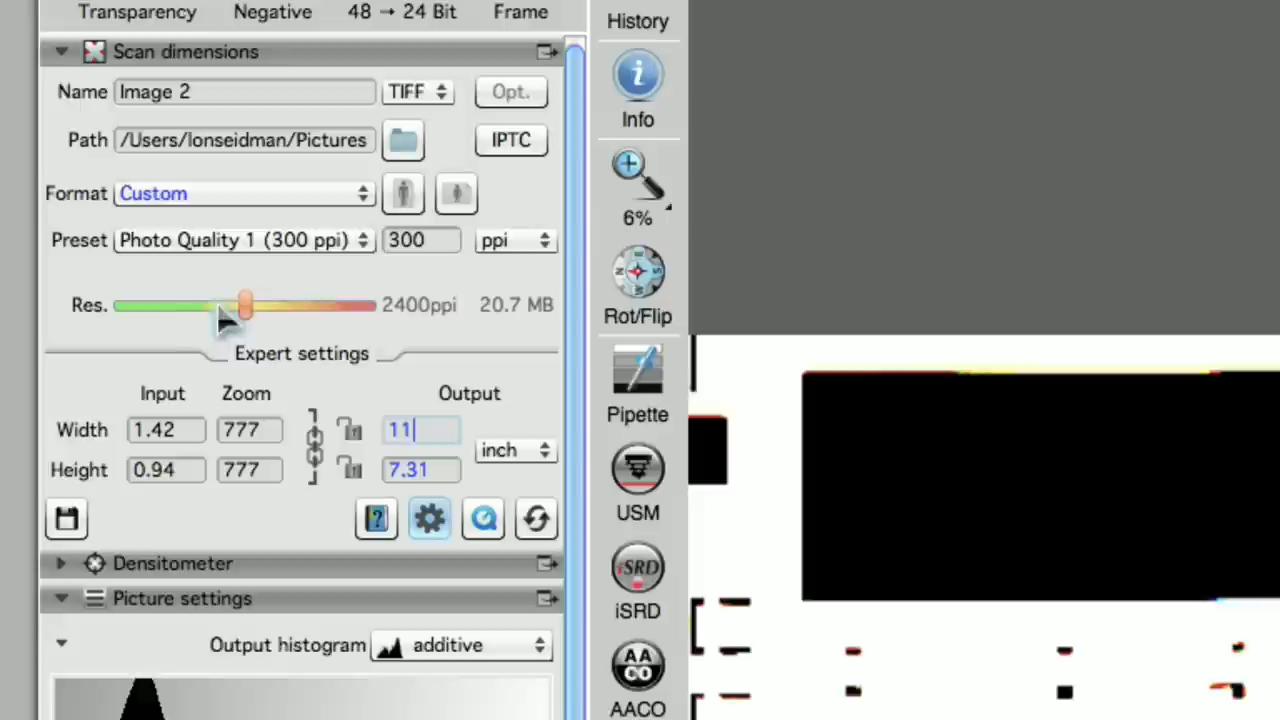 Transparency Negative 48 → 24 Bit Frame
Scan dimensions
Name Image 2 TIFF Opt.
Path /Users/lonseidman/Pictures IPTC
Format Custom
Preset Photo Quality 1 (300 ppi) 300 ppi
Res. 2400ppi 20.7 MB
Expert settings
Input Zoom Output
Width 1.42 777 11
inch
Height 0.94 777 7.31
Densitometer
Picture settings
Output histogram additive
History
Info
6%
N S
Rot/Flip
Pipette
USM
iSRD
iSRD
AA
CO
AACO